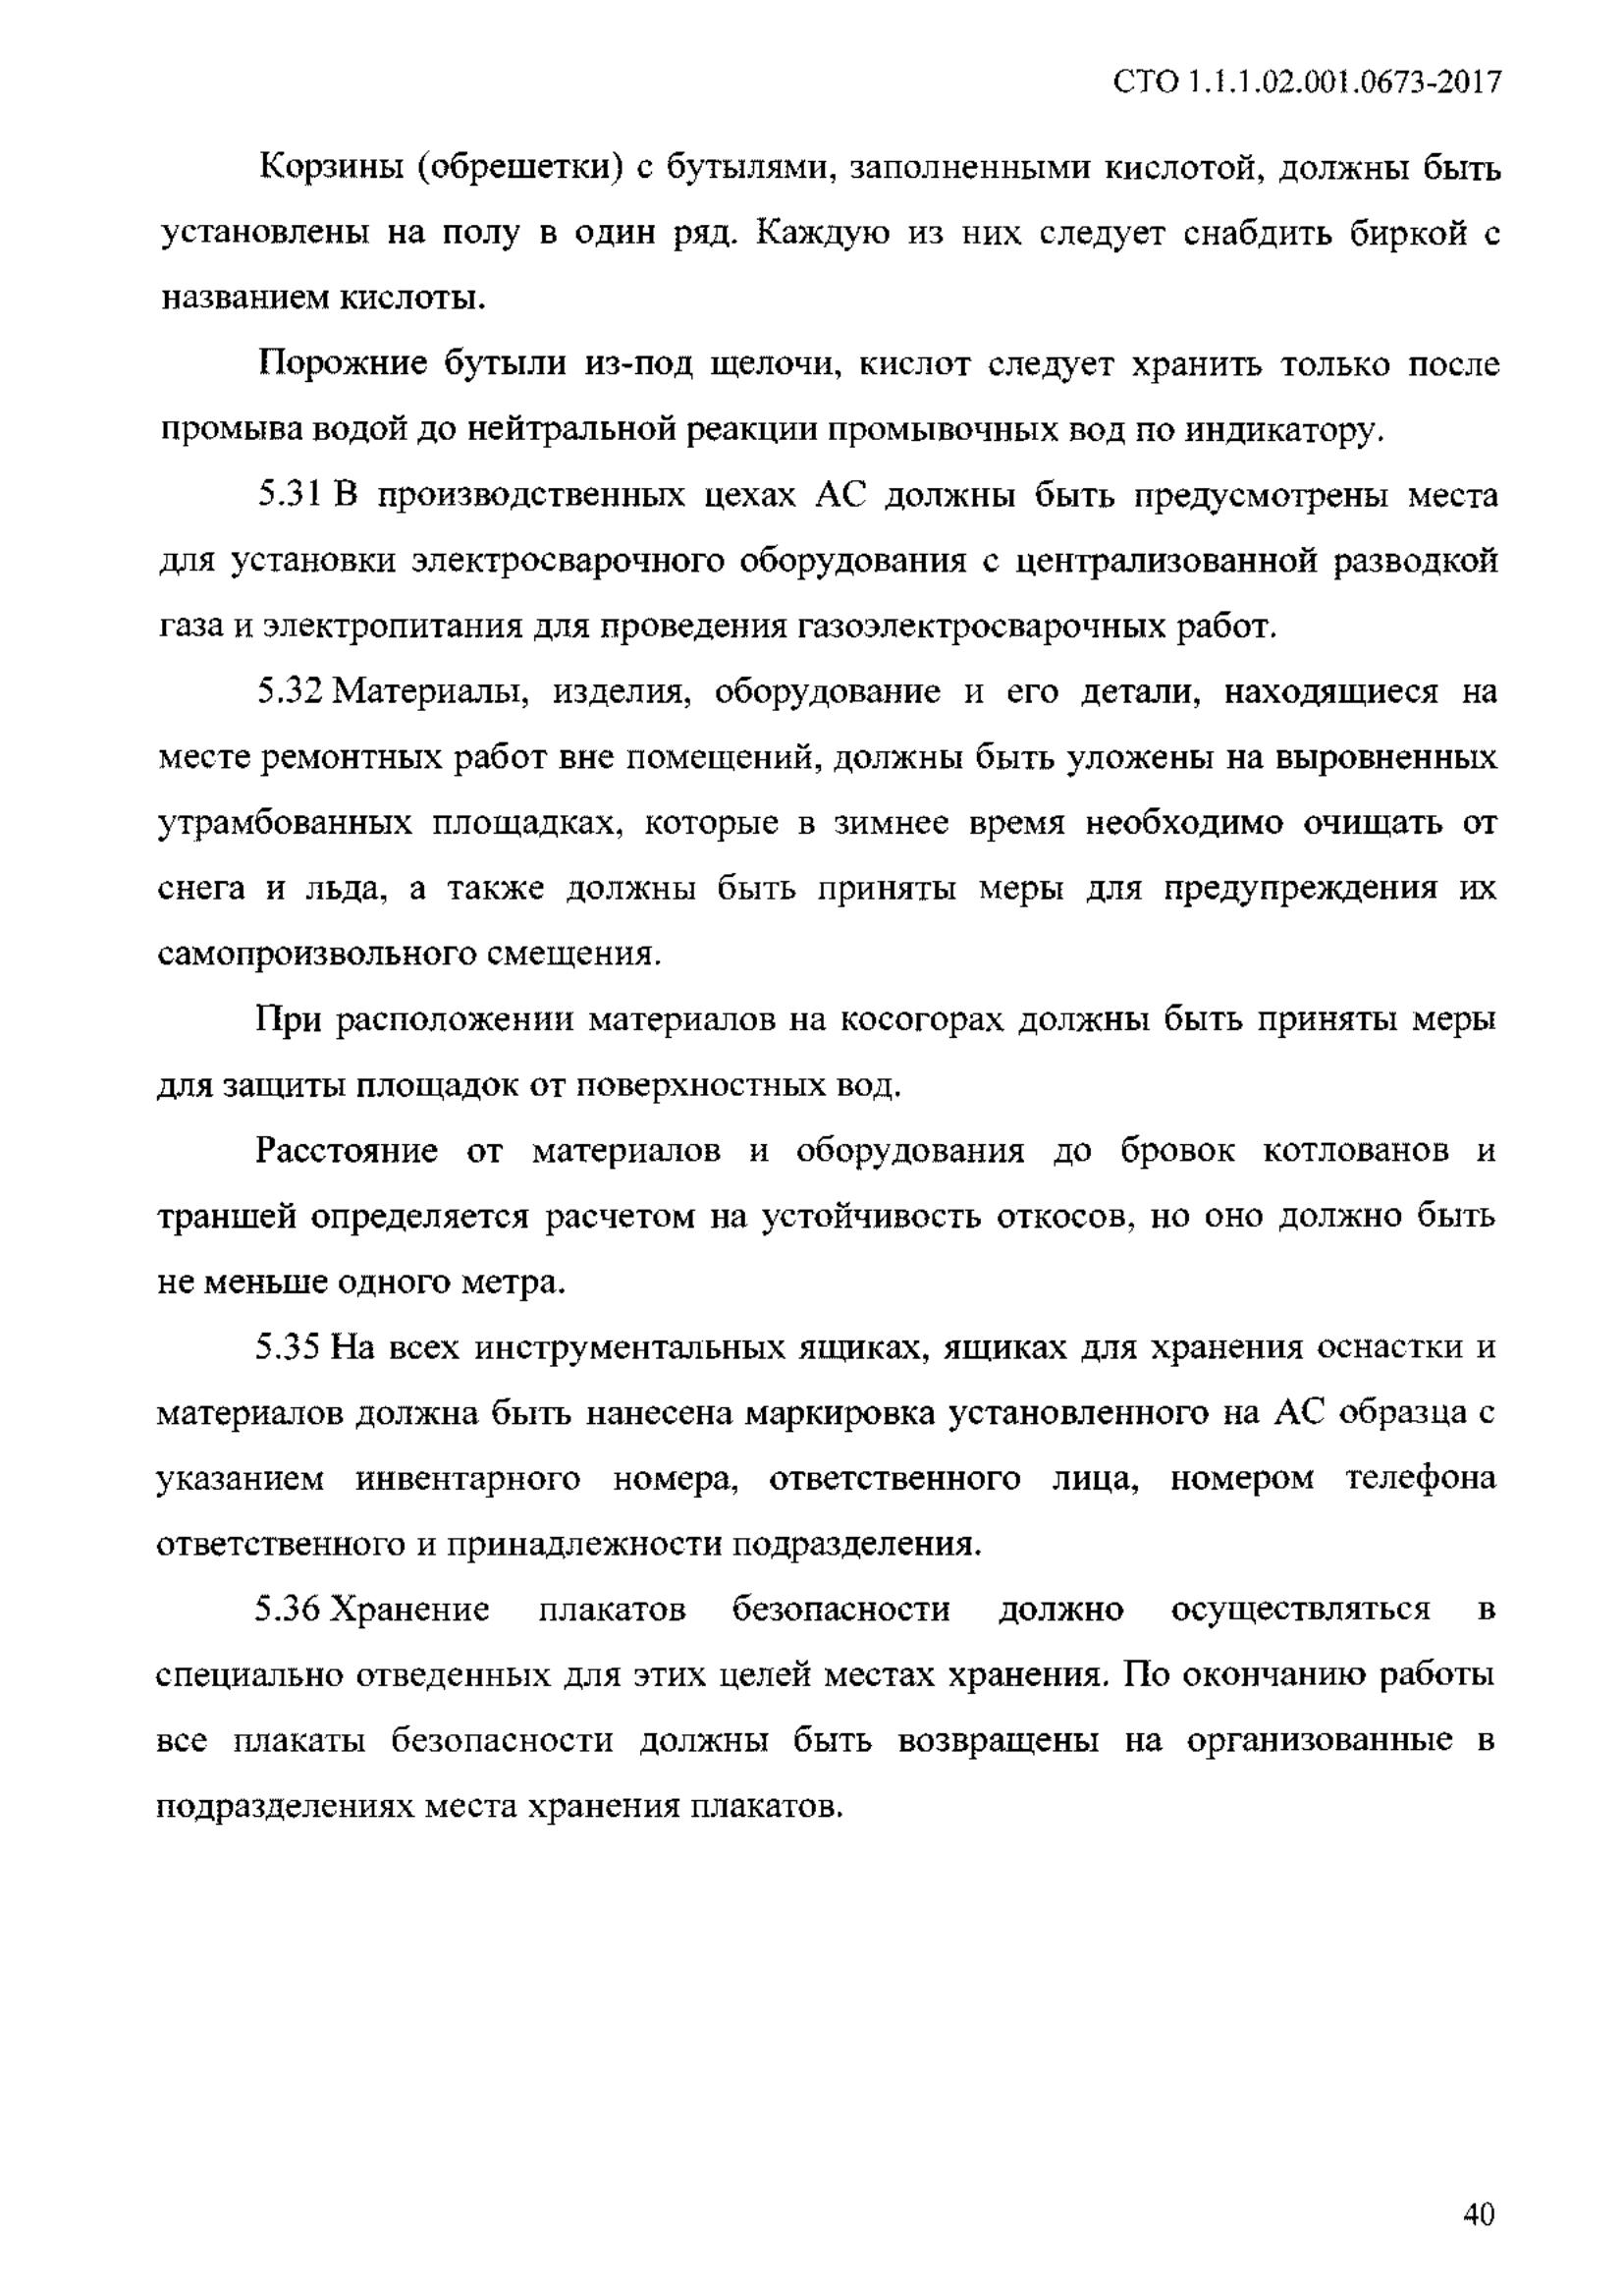 СТО 1.1.1.02.001.0673-2017
Корзины (обрешетки) с бутылями, заполненными кислотой, должны быть
установлены на полу в один ряд. Каждую из них следует снабдить биркой с
названием кислоты.
Порожние бутыли из-под щелочи, кислот следует хранить только после
промыва водой до нейтральной реакции промывочных вод по индикатору.
5.31 В производственных цехах АС должны быть предусмотрены места
для установки электросварочного оборудования с централизованной разводкой
газа и электропитания для проведения газоэлектросварочных работ.
5.32 Материалы, изделия, оборудование и его детали, находящиеся на
месте ремонтных работ вне помещений, должны быть уложены на выровненных
утрамбованных площадках, которые в зимнее время необходимо очищать от
снега и льда, а также должны быть приняты меры для предупреждения их
самопроизвольного смещения.
При расположении материалов на косогорах должны быть приняты меры
для защиты площадок от поверхностных вод.
Расстояние от материалов и оборудования до бровок котлованов и
траншей определяется расчетом на устойчивость откосов, но оно должно быть
не меньше одного метра.
5.35 На всех инструментальных ящиках, ящиках для хранения оснастки и
материалов должна быть нанесена маркировка установленного на АС образца с
указанием инвентарного номера, ответственного лица, номером телефона
ответственного и принадлежности подразделения.
5.36 Хранение плакатов безопасности должно осуществляться в
специально отведенных для этих целей местах хранения. По окончанию работы
все плакаты безопасности должны быть возвращены на организованные в
подразделениях места хранения плакатов.
40